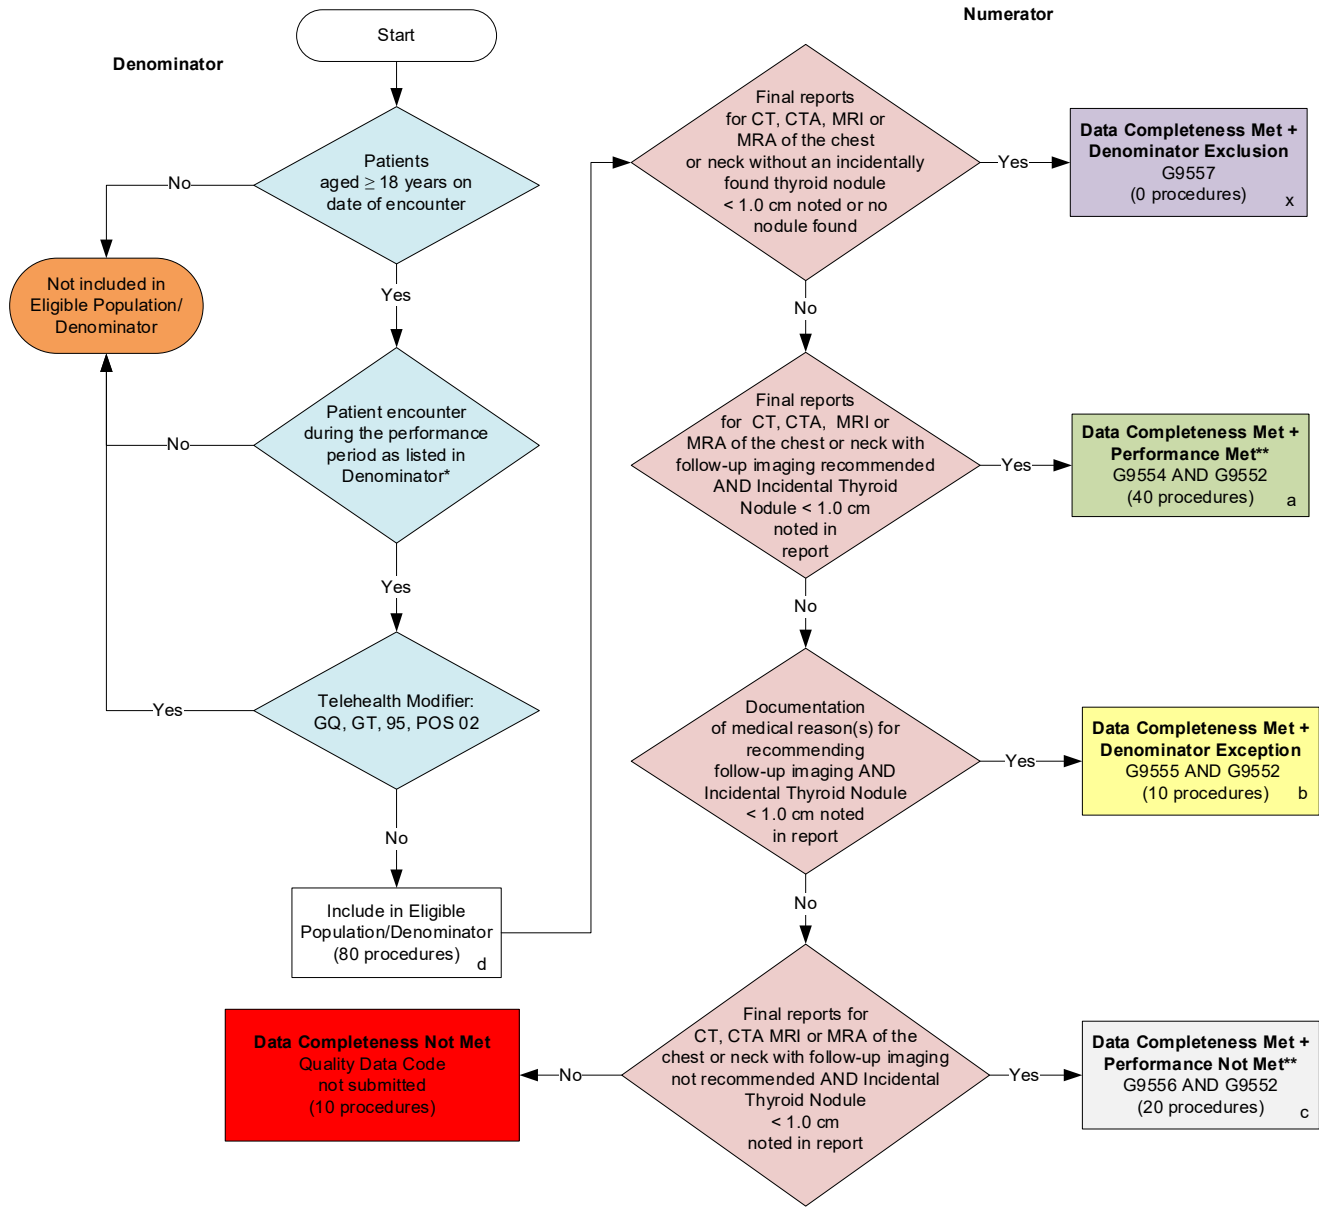 Numerator
Denominator
Start
Patients
aged ≥ 18 years on
date of encounter
No
Not included in
Eligible Population/
Denominator
Yes
Patient encounter
during the performance
period as listed in
Denominator*
No
Yes
Telehealth Modifier:
GQ, GT, 95, POS 02
Yes
No
Include in Eligible
Population/Denominator
(80 procedures)
d
Final reports
for CT, CTA, MRI or
MRA of the chest
or neck without an incidentally
found thyroid nodule
< 1.0 cm noted or no
nodule found
Yes
Data Completeness Met +
Denominator Exclusion
G9557
(0 procedures)
x
No
Final reports
for CT, CTA, MRI or
MRA of the chest or neck with
follow-up imaging recommended
AND Incidental Thyroid
Nodule < 1.0 cm
noted in
report
Yes
Data Completeness Met +
Performance Met**
G9554 AND G9552
(40 procedures)
a
No
Documentation
of medical reason(s) for
recommending
follow-up imaging AND
Incidental Thyroid Nodule
< 1.0 cm noted
in report
Yes
Data Completeness Met +
Denominator Exception
G9555 AND G9552
(10 procedures)
b
No
Final reports for
CT, CTA MRI or MRA of the
chest or neck with follow-up imaging
not recommended AND Incidental
Thyroid Nodule
< 1.0 cm
noted in report
Yes
Data Completeness Met +
Performance Not Met**
G9556 AND G9552
(20 procedures)
c
No
Data Completeness Not Met
Quality Data Code
not submitted
(10 procedures)